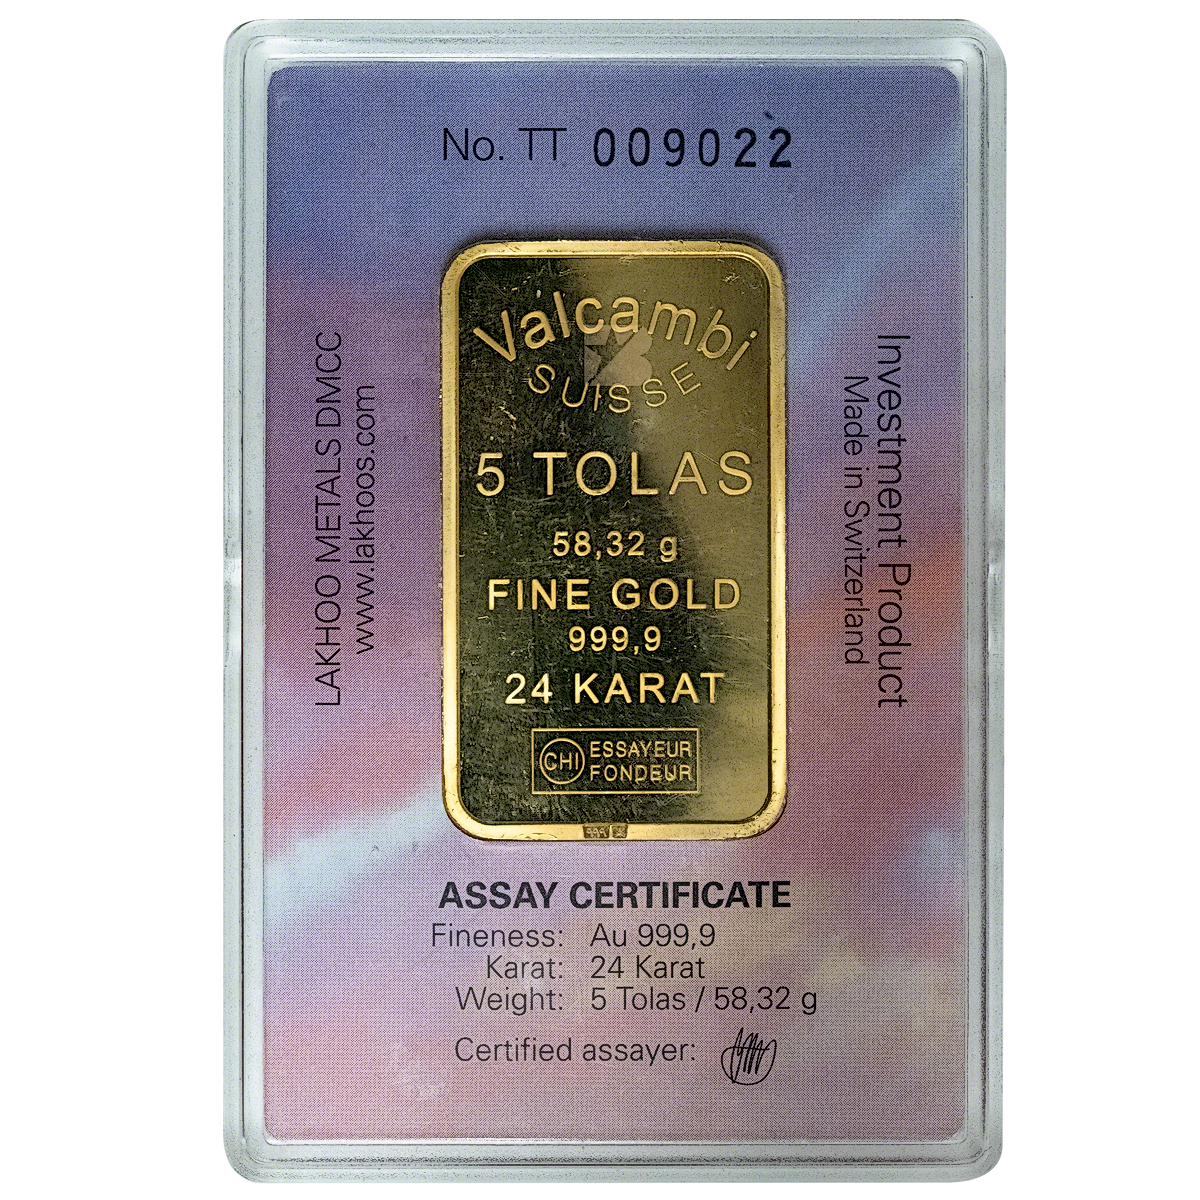 No. TT 009022
LAKHOO METALS DMCC
www.lakhoos.com
Valcambi
SUISSE
5 TOLAS
58,32 g
FINE GOLD
999,9
24 KARAT
CHI ESSAYEUR
FONDEUR
Investment Product
Made in Switzerland
ASSAY CERTIFICATE
Fineness: Au 999,9
Karat: 24 Karat
Weight: 5 Tolas / 58,32 g
Certified assayer: